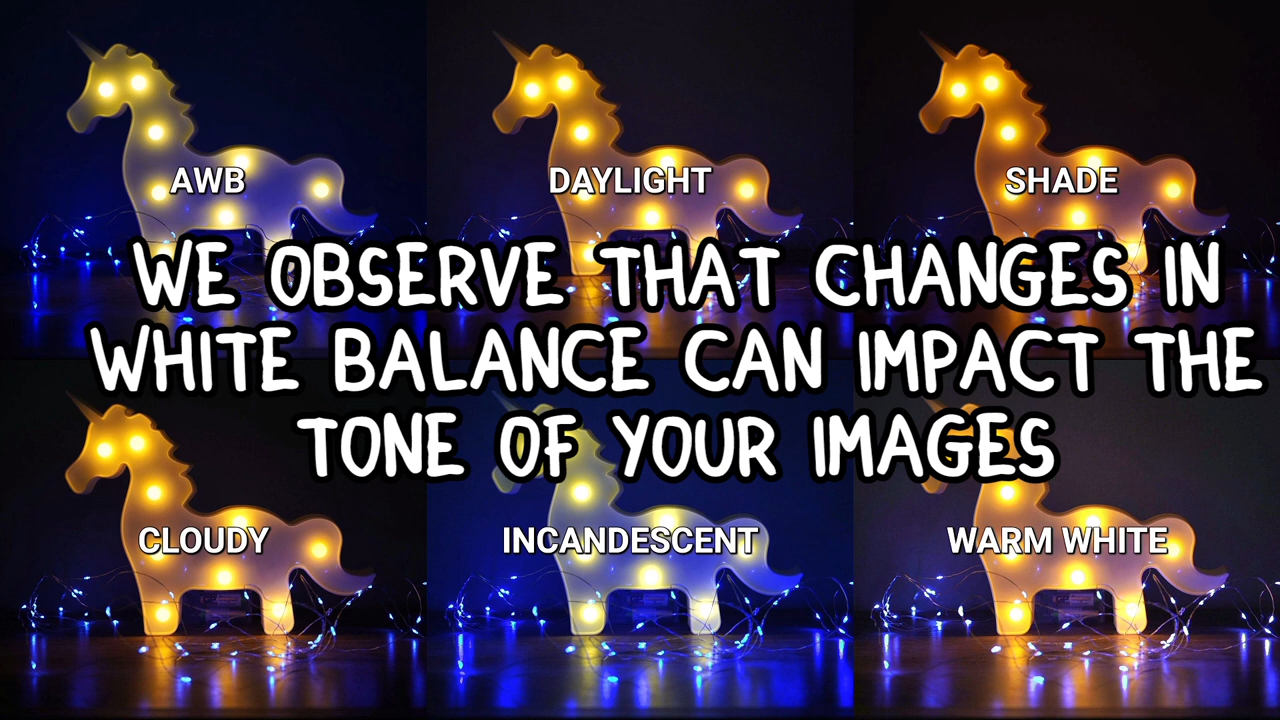 AWB
DAYLIGHT
SHADE
WE OBSERVE THAT CHANGES IN
WHITE BALANCE CAN IMPACT THE
TONE OF YOUR IMAGES
CLOUDY
INCANDESCENT
WARM WHITE